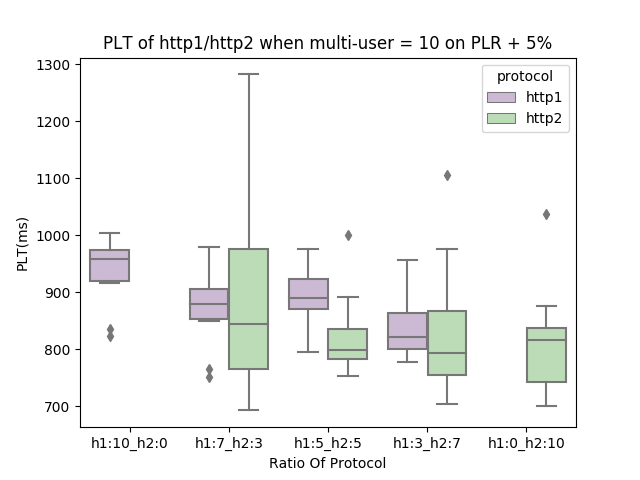 PLT of http1/http2 when multi-user = 10 on PLR + 5%
protocol
http1
http2
PLT(ms)
1300
1200
1100
1000
900
800
700
h1:10_h2:0 h1:7_h2:3 h1:5_h2:5 h1:3_h2:7 h1:0_h2:10
Ratio Of Protocol